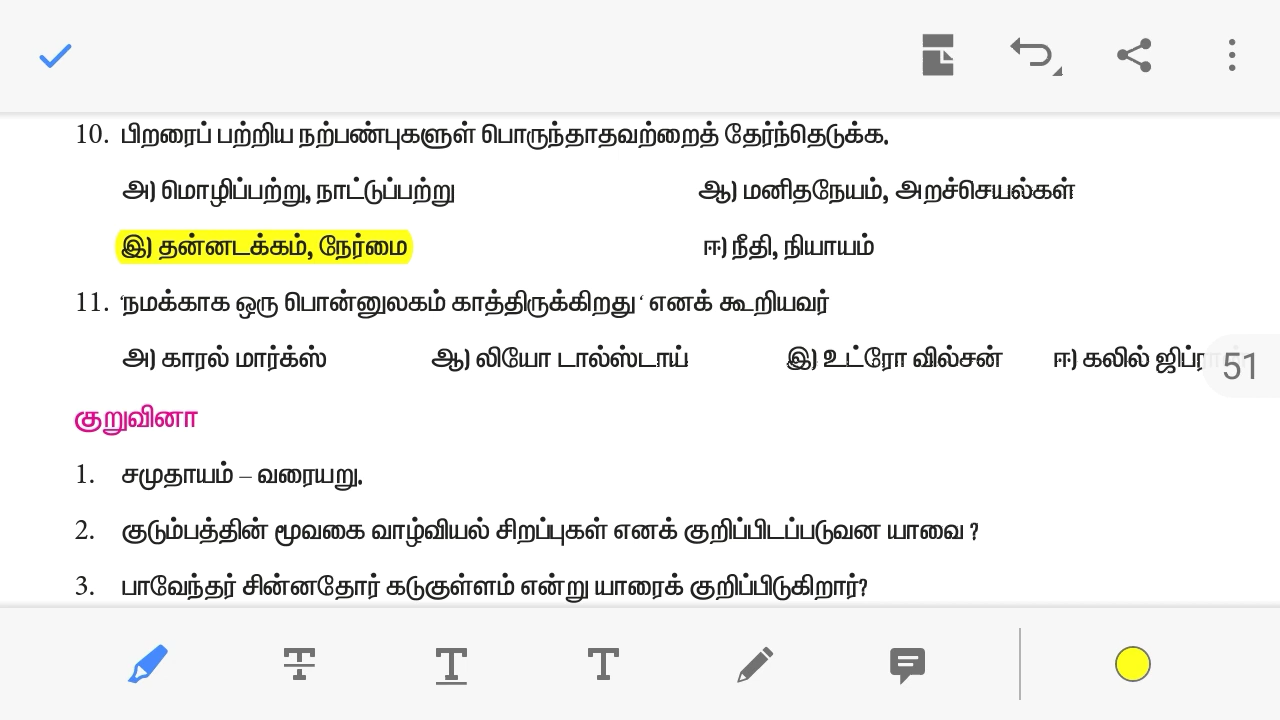 10. பிறரைப் பற்றிய நற்பண்புகளுள் பொருந்தாதவற்றைத் தேர்ந்தெடுக்க.
அ) மொழிப்பற்று, நாட்டுப்பற்று ஆ) மனிதநேயம், அறச்செயல்கள்
இ) தன்னடக்கம், நேர்மை ஈ) நீதி, நியாயம்
11. ‘நமக்காக ஒரு பொன்னுலகம் காத்திருக்கிறது‘ எனக் கூறியவர்
அ) காரல் மார்க்ஸ் ஆ) லியோ டால்ஸ்டாய் இ) உட்ரோ வில்சன் ஈ) கலில்
51
குறுவினா
1. சமுதாயம் – வரையறு.
2. குடும்பத்தின் மூவகை வாழ்வியல் சிறப்புகள் எனக் குறிப்பிடப்படுவன யாவை ?
3. பாவேந்தர் சின்னதோர் கடுகுள்ளம் என்று யாரைக் குறிப்பிடுகிறார்?